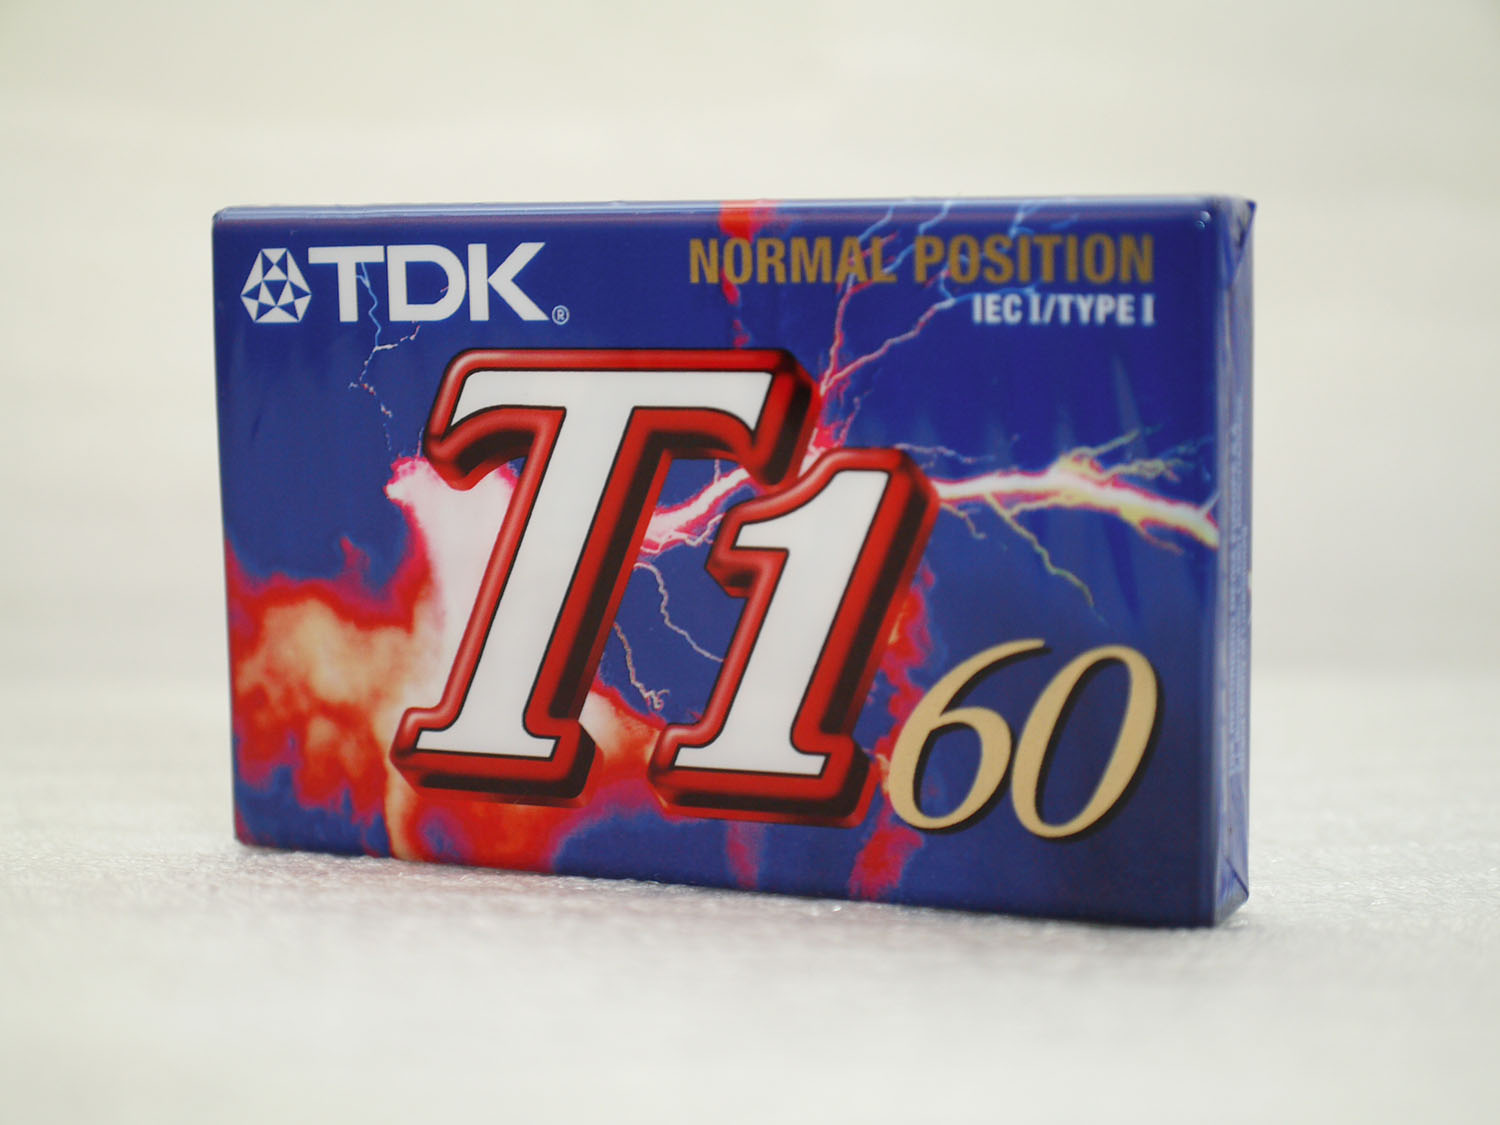 TDK®
NORMAL POSITION
IEC I/TYPE I
T1
60